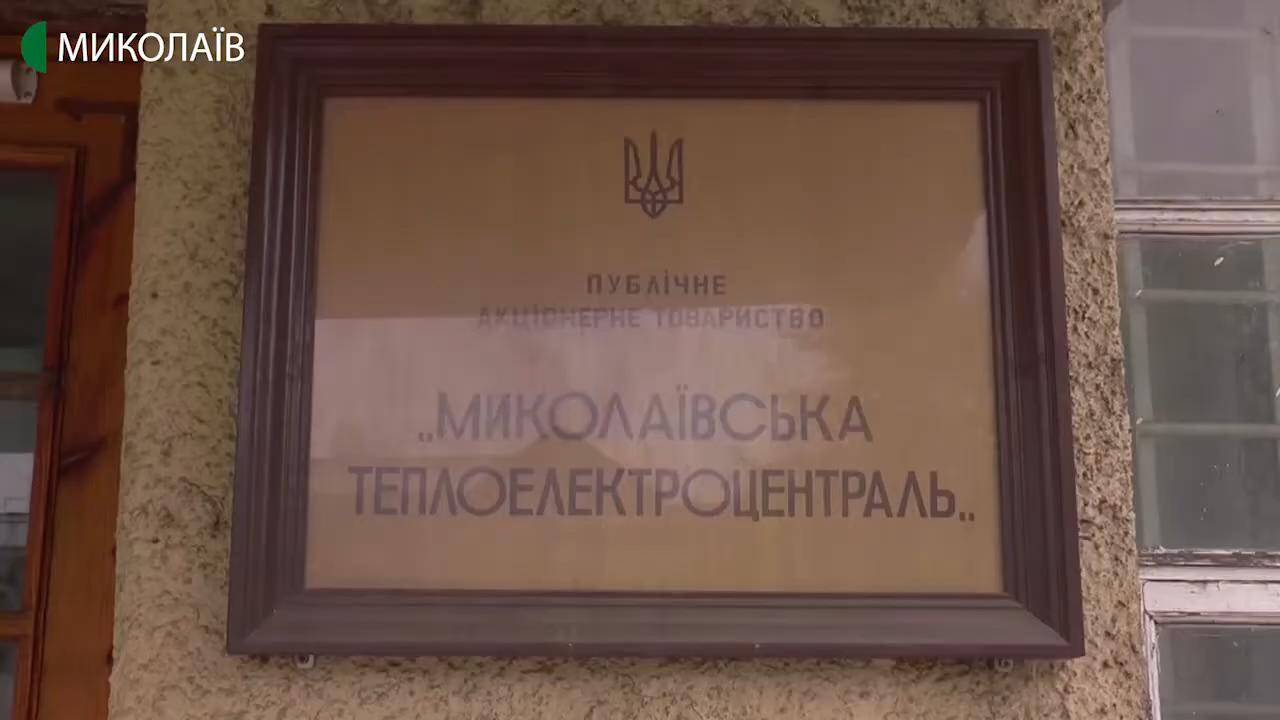 МИКОЛАЇВ
ПУБЛІЧНЕ
АКЦІОНЕРНЕ ТОВАРИСТВО
„МИКОЛАЇВСЬКА
ТЕПЛОЕЛЕКТРОЦЕНТРАЛЬ„